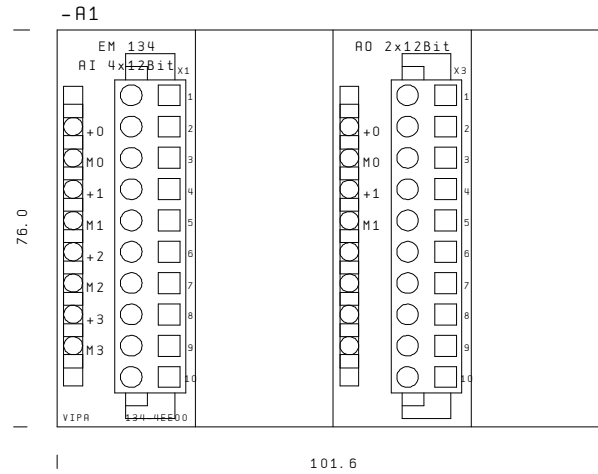 -A1
EM 134
AI 4x12Bit
X1
1
2
3
4
5
6
7
8
9
10
+0
M0
+1
M1
+2
M2
+3
M3
VIPA 134-4EE00
AO 2x12Bit
X3
1
2
3
4
5
6
7
8
9
10
+0
M0
+1
M1
76.0
101.6